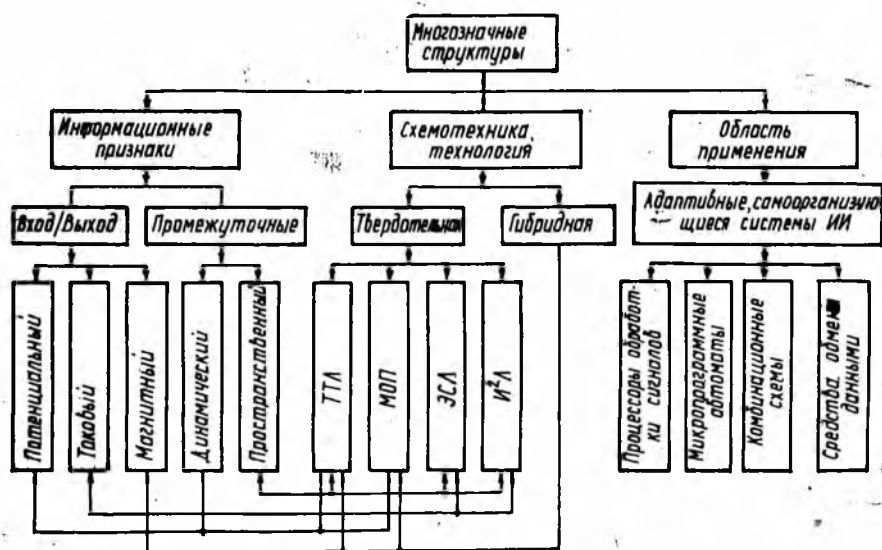 Многозначные
структуры
Информационные
признаки
Схемотехника,
технология
Область
применения
Вход/Выход
Промежуточные
Твердотельная
Гибридная
Адаптивные, самоорганизую-
щиеся системы ИИ
Потенциальный
Токовый
Магнитный
Динамический
Пространственный
ТТЛ
МОП
ЭСЛ
И²Л
Процессоры обработ-
ки сигналов
Микропрограммные
автоматы
Комбинационные
схемы
Средства обмена
данными